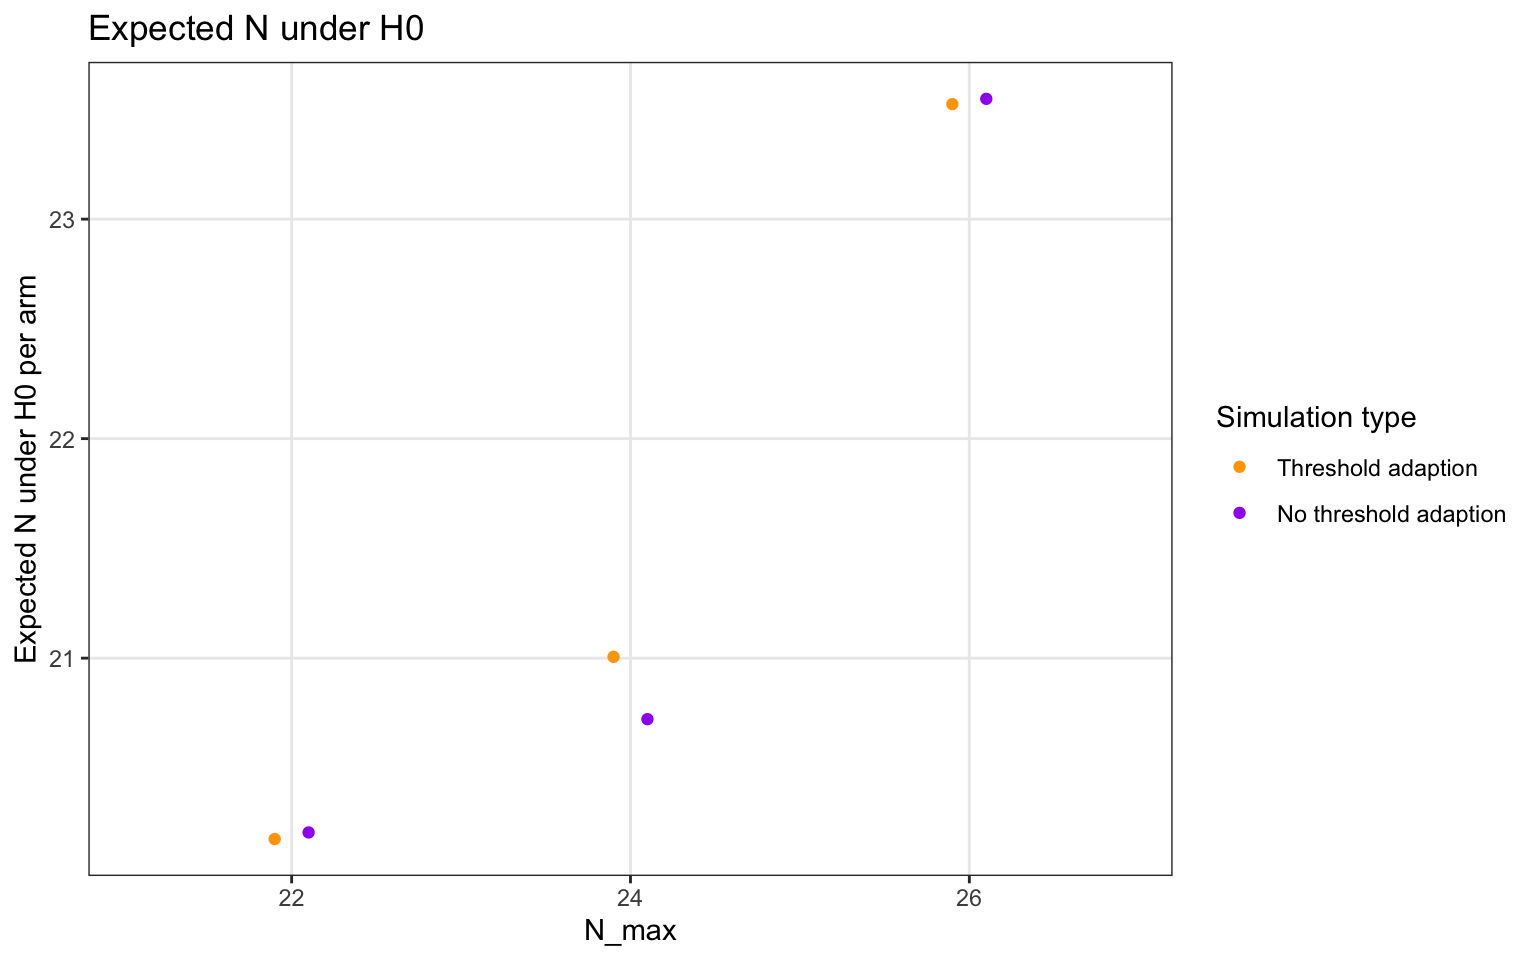 Expected N under H0
Expected N under H0 per arm
23
22
21
22
24
26
N_max
Simulation type
Threshold adaption
No threshold adaption